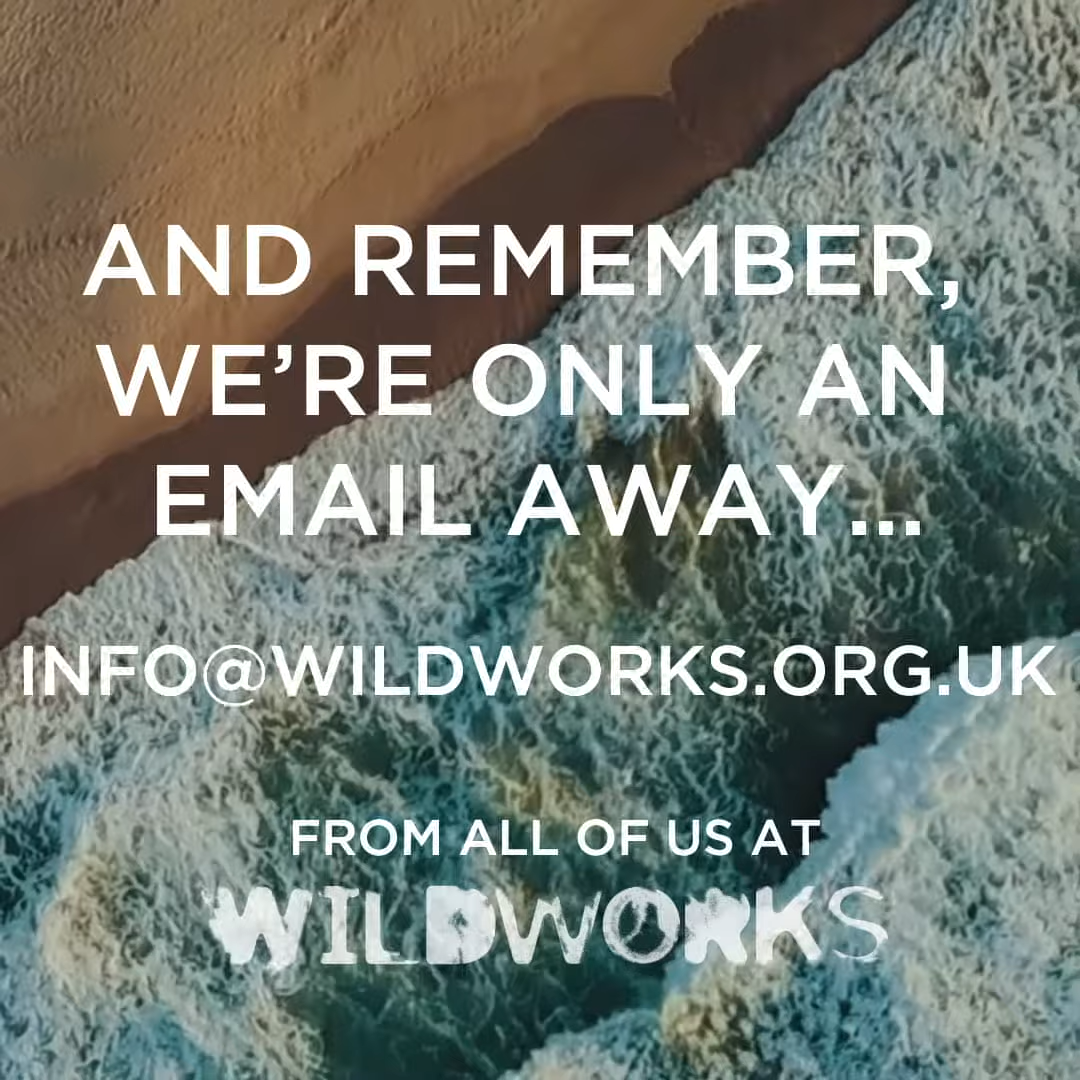 AND REMEMBER,
WE’RE ONLY AN
EMAIL AWAY...
INFO@WILDWORKS.ORG.UK
FROM ALL OF US AT
WILDWORKS